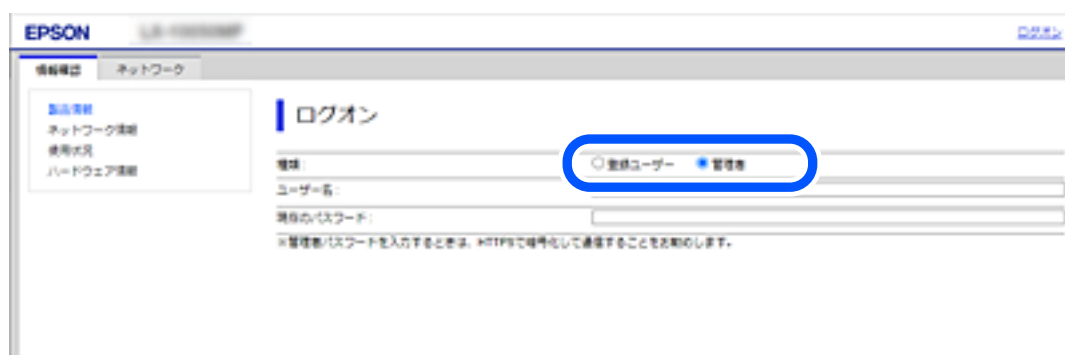 EPSON
ログオン
情報確認 ネットワーク
製品情報
ネットワーク情報
使用状況
ハードウェア情報
ログオン
種類 :
登録ユーザー 管理者
ユーザー名 :
現在のパスワード :
※管理者パスワードを入力するときは、HTTPSで暗号化して通信することをお勧めします。